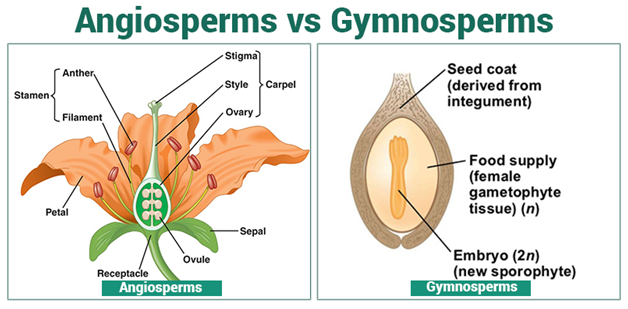 Angiosperms vs Gymnosperms
Stigma
Anther
Style
Carpel
Stamen
Ovary
Filament
Petal
Sepal
Ovule
Receptacle
Angiosperms
Seed coat
(derived from
integument)
Food supply
(female
gametophyte
tissue) (n)
Embryo (2n)
(new sporophyte)
Gymnosperms